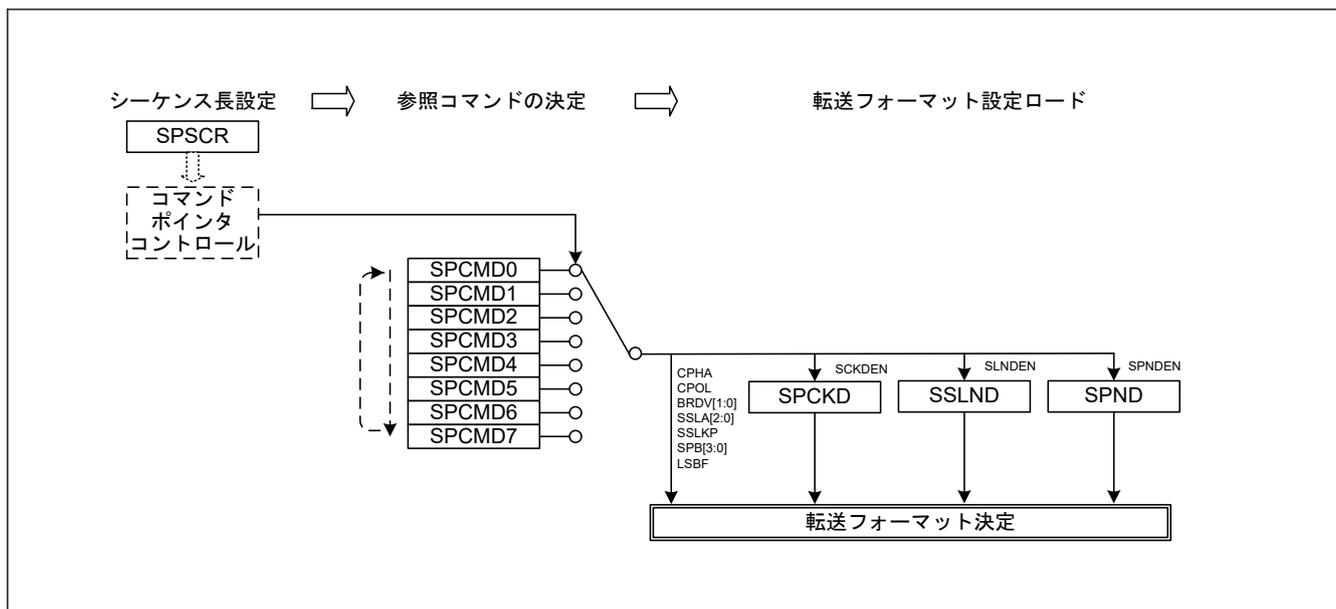 シーケンス長設定
参照コマンドの決定
転送フォーマット設定ロード
SPSCR
コマンド
ポインタ
コントロール
SPCMD0
SPCMD1
SPCMD2
SPCMD3
SPCMD4
SPCMD5
SPCMD6
SPCMD7
CPHA
CPOL
BRDV[1:0]
SSLA[2:0]
SSLKP
SPB[3:0]
LSBF
SCKDEN
SPCKD
SLNDEN
SSLND
SPNDEN
SPND
転送フォーマット決定